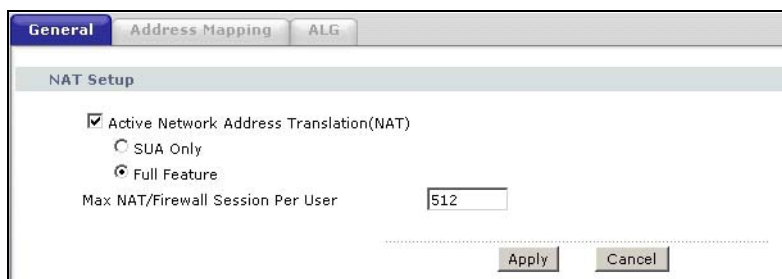 General Address Mapping ALG
NAT Setup
Active Network Address Translation(NAT)
SUA Only
Full Feature
Max NAT/Firewall Session Per User 512
Apply Cancel